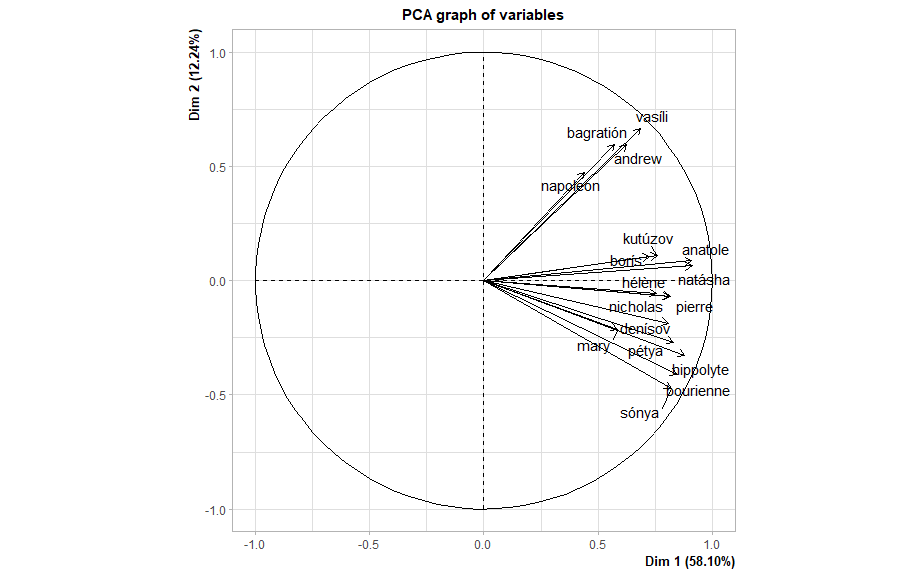 PCA graph of variables
Dim 2 (12.24%)
1.0
0.5
0.0
-0.5
-1.0
vasíli
bagratión
andrew
napoleón
kutúzov
anatole
borís
natásha
hélène
nicholas
pierre
denísov
mary
pétya
hippolyte
bourienne
sónya
-1.0
-0.5
0.0
0.5
1.0
Dim 1 (58.10%)